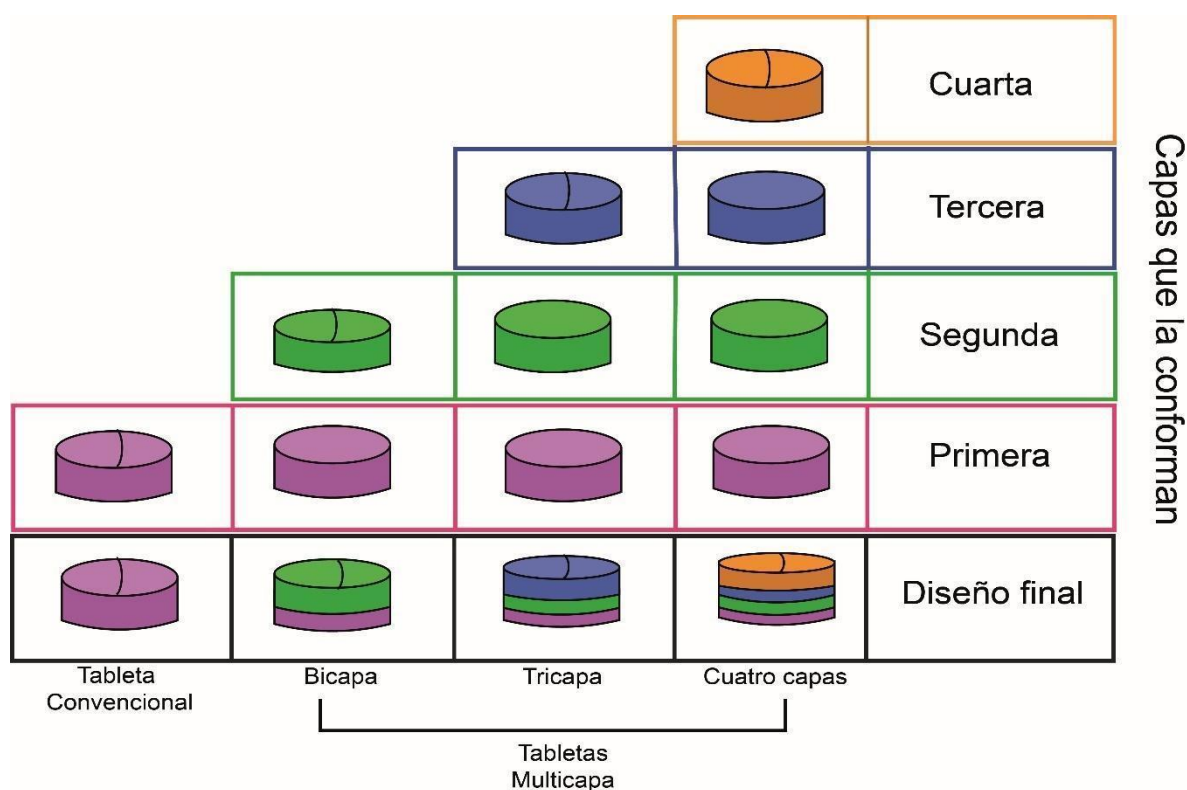 Cuarta
Tercera
Segunda
Primera
Diseño final
Capas que la conforman
Tableta
Convencional
Bicapa
Tricapa
Cuatro capas
Tabletas
Multicapa